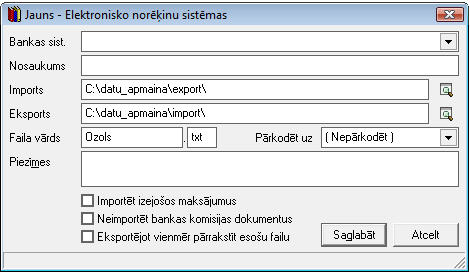 Jauns - Elektronisko norēķinu sistēmas
Bankas sist.
Nosaukums
Imports C:\datu_apmaina\export\
Eksports C:\datu_apmaina\import\
Faila vārds Ozols . txt Pārkodēt uz ( Nepārkodēt )
Piezīmes
Importēt izejošos maksājumus
Neimportēt bankas komisijas dokumentus
Eksportējot vienmēr pārrakstīt esošu failu
Saglabāt Atcelt